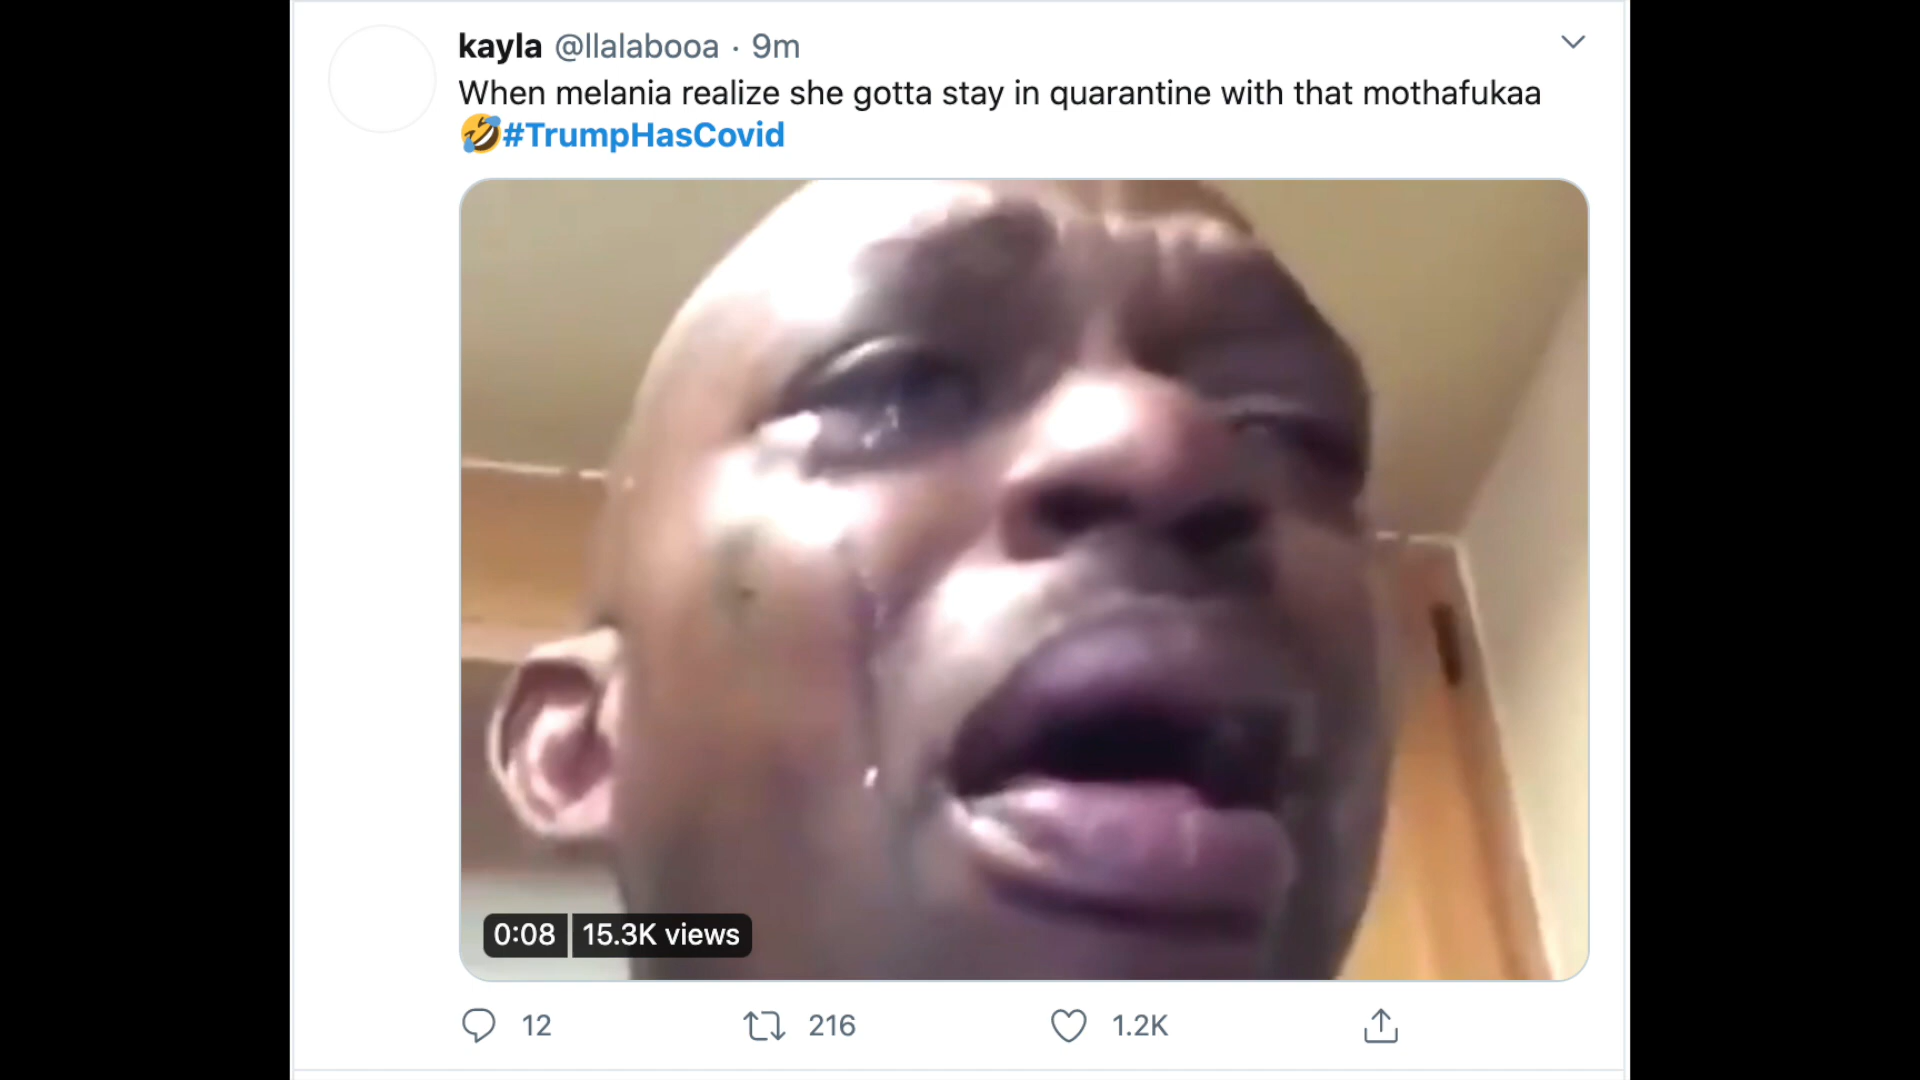 kayla @llalabooa · 9m
When melania realize she gotta stay in quarantine with that mothafukaa
🤣#TrumpHasCovid
0:08 15.3K views
12 216 1.2K